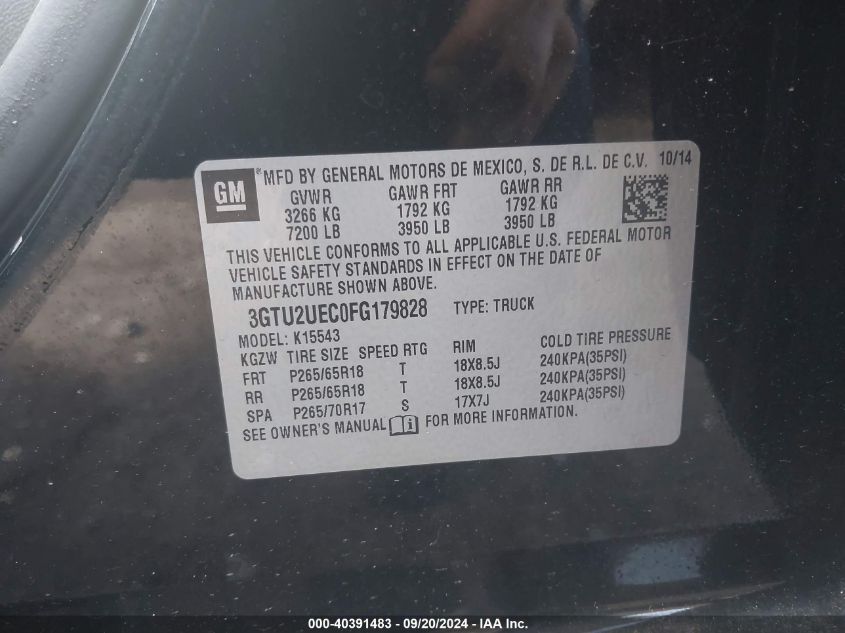 GM ® MFD BY GENERAL MOTORS DE MEXICO, S. DE R.L. DE C.V. 10/14
GVWR GAWR FRT GAWR RR
3266 KG 1792 KG 1792 KG
7200 LB 3950 LB 3950 LB
THIS VEHICLE CONFORMS TO ALL APPLICABLE U.S. FEDERAL MOTOR
VEHICLE SAFETY STANDARDS IN EFFECT ON THE DATE OF
MANUFACTURE SHOWN ABOVE.
3GTU2UEC0FG179828 TYPE: TRUCK
MODEL: K15543
KGZW TIRE SIZE SPEED RTG RIM COLD TIRE PRESSURE
FRT P265/65R18 T 18X8.5J 240KPA(35PSI)
RR P265/65R18 T 18X8.5J 240KPA(35PSI)
SPA P265/70R17 S 17X7J 240KPA(35PSI)
SEE OWNER'S MANUAL FOR MORE INFORMATION.
000-40391483 - 09/20/2024 - IAA Inc.